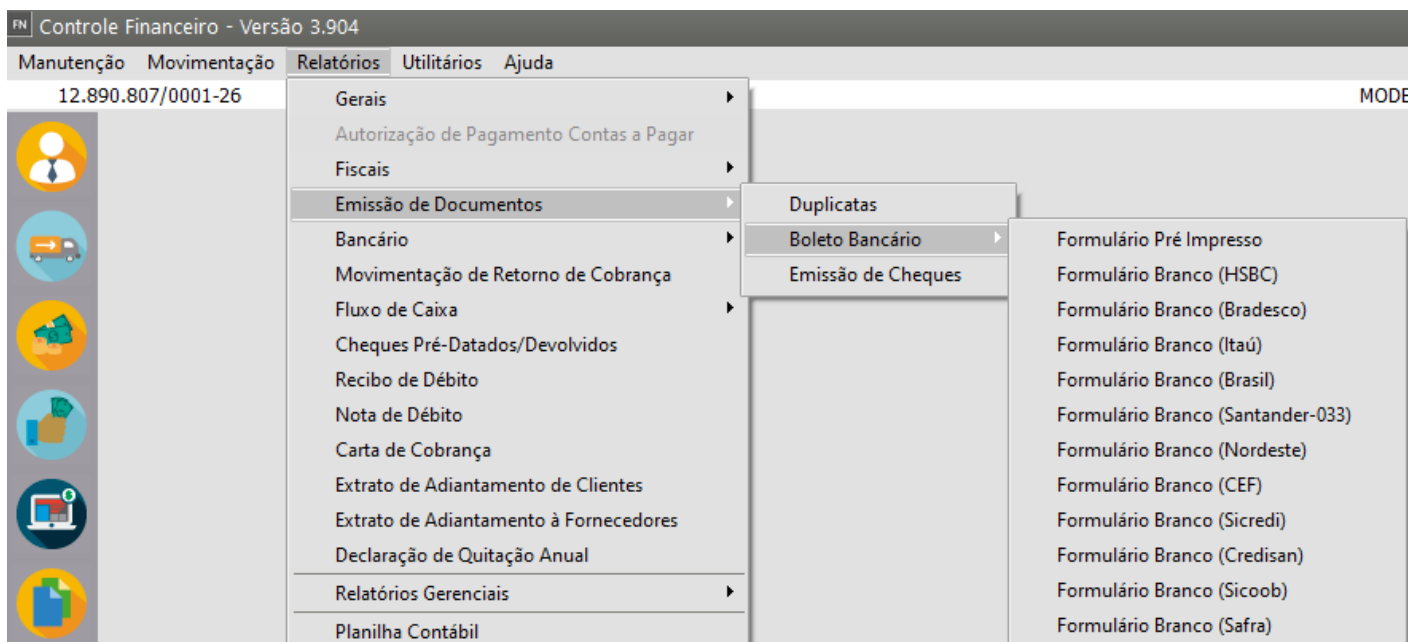 FN Controle Financeiro - Versão 3.904
Manutenção Movimentação Relatórios Utilitários Ajuda
12.890.807/0001-26 MODE
Gerais
Autorização de Pagamento Contas a Pagar
Fiscais
Emissão de Documentos
Bancário
Movimentação de Retorno de Cobrança
Fluxo de Caixa
Cheques Pré-Datados/Devolvidos
Recibo de Débito
Nota de Débito
Carta de Cobrança
Extrato de Adiantamento de Clientes
Extrato de Adiantamento à Fornecedores
Declaração de Quitação Anual
Relatórios Gerenciais
Planilha Contábil
Duplicatas
Boleto Bancário
Emissão de Cheques
Formulário Pré Impresso
Formulário Branco (HSBC)
Formulário Branco (Bradesco)
Formulário Branco (Itaú)
Formulário Branco (Brasil)
Formulário Branco (Santander-033)
Formulário Branco (Nordeste)
Formulário Branco (CEF)
Formulário Branco (Sicredi)
Formulário Branco (Credisan)
Formulário Branco (Sicoob)
Formulário Branco (Safra)